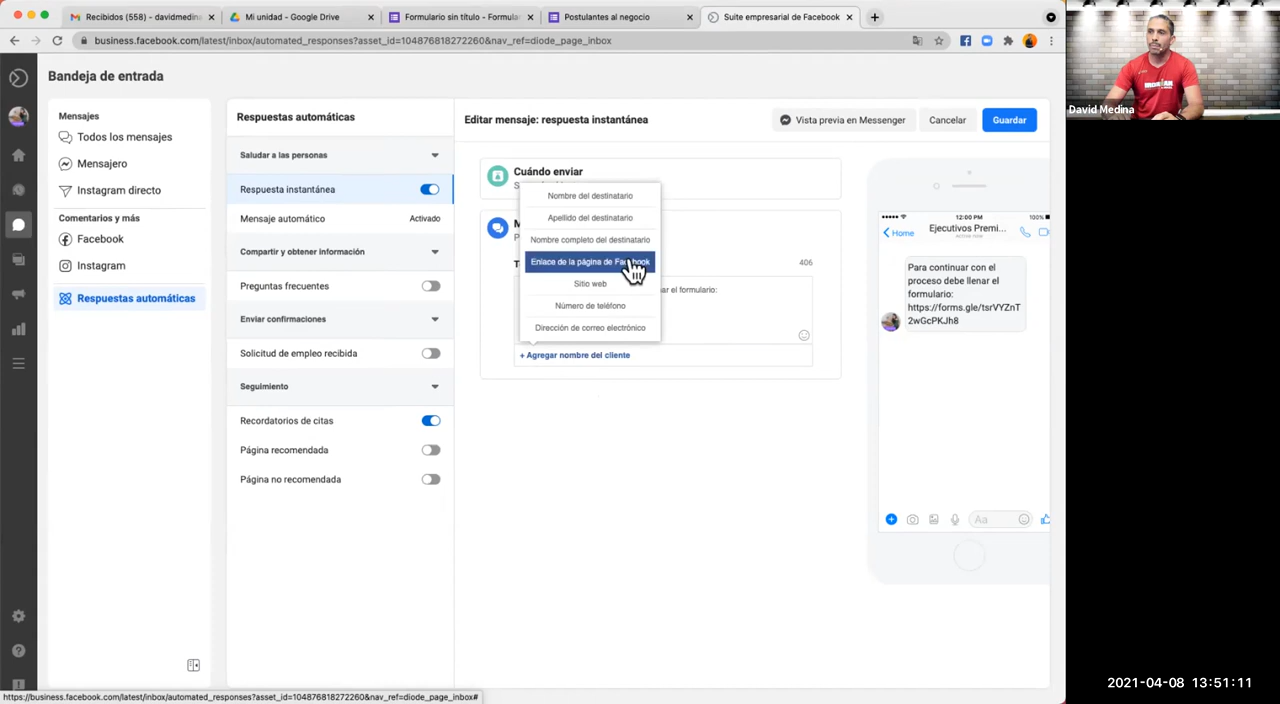 Recibidos (558) - davidmedina
Mi unidad - Google Drive
Formulario sin título - Formular
Postulantes al negocio
Suite empresarial de Facebook
business.facebook.com/latest/inbox/automated_responses?asset_id=104876818272260&nav_ref=diode_page_inbox
Bandeja de entrada
Mensajes
Todos los mensajes
Mensajero
Instagram directo
Comentarios y más
Facebook
Instagram
Respuestas automáticas
Respuestas automáticas
Saludar a las personas
Respuesta instantánea
Mensaje automático
Activado
Compartir y obtener información
Preguntas frecuentes
Enviar confirmaciones
Solicitud de empleo recibida
Seguimiento
Recordatorios de citas
Página recomendada
Página no recomendada
Editar mensaje: respuesta instantánea
Vista previa en Messenger
Cancelar
Guardar
Cuándo enviar
Nombre del destinatario
Apellido del destinatario
Nombre completo del destinatario
Enlace de la página de Facebook
Sitio web
Número de teléfono
Dirección de correo electrónico
406
ar el formulario:
+ Agregar nombre del cliente
12:00 PM
100%
Home
Ejecutivos Premi...
Para continuar con el
proceso debe llenar el
formulario:
https://forms.gle/tsrVYZnT
2wGcPKJh8
Aa
https://business.facebook.com/latest/inbox/automated_responses?asset_id=104876818272260&nav_ref=diode_page_inbox#
David Medina
2021-04-08 13:51:11